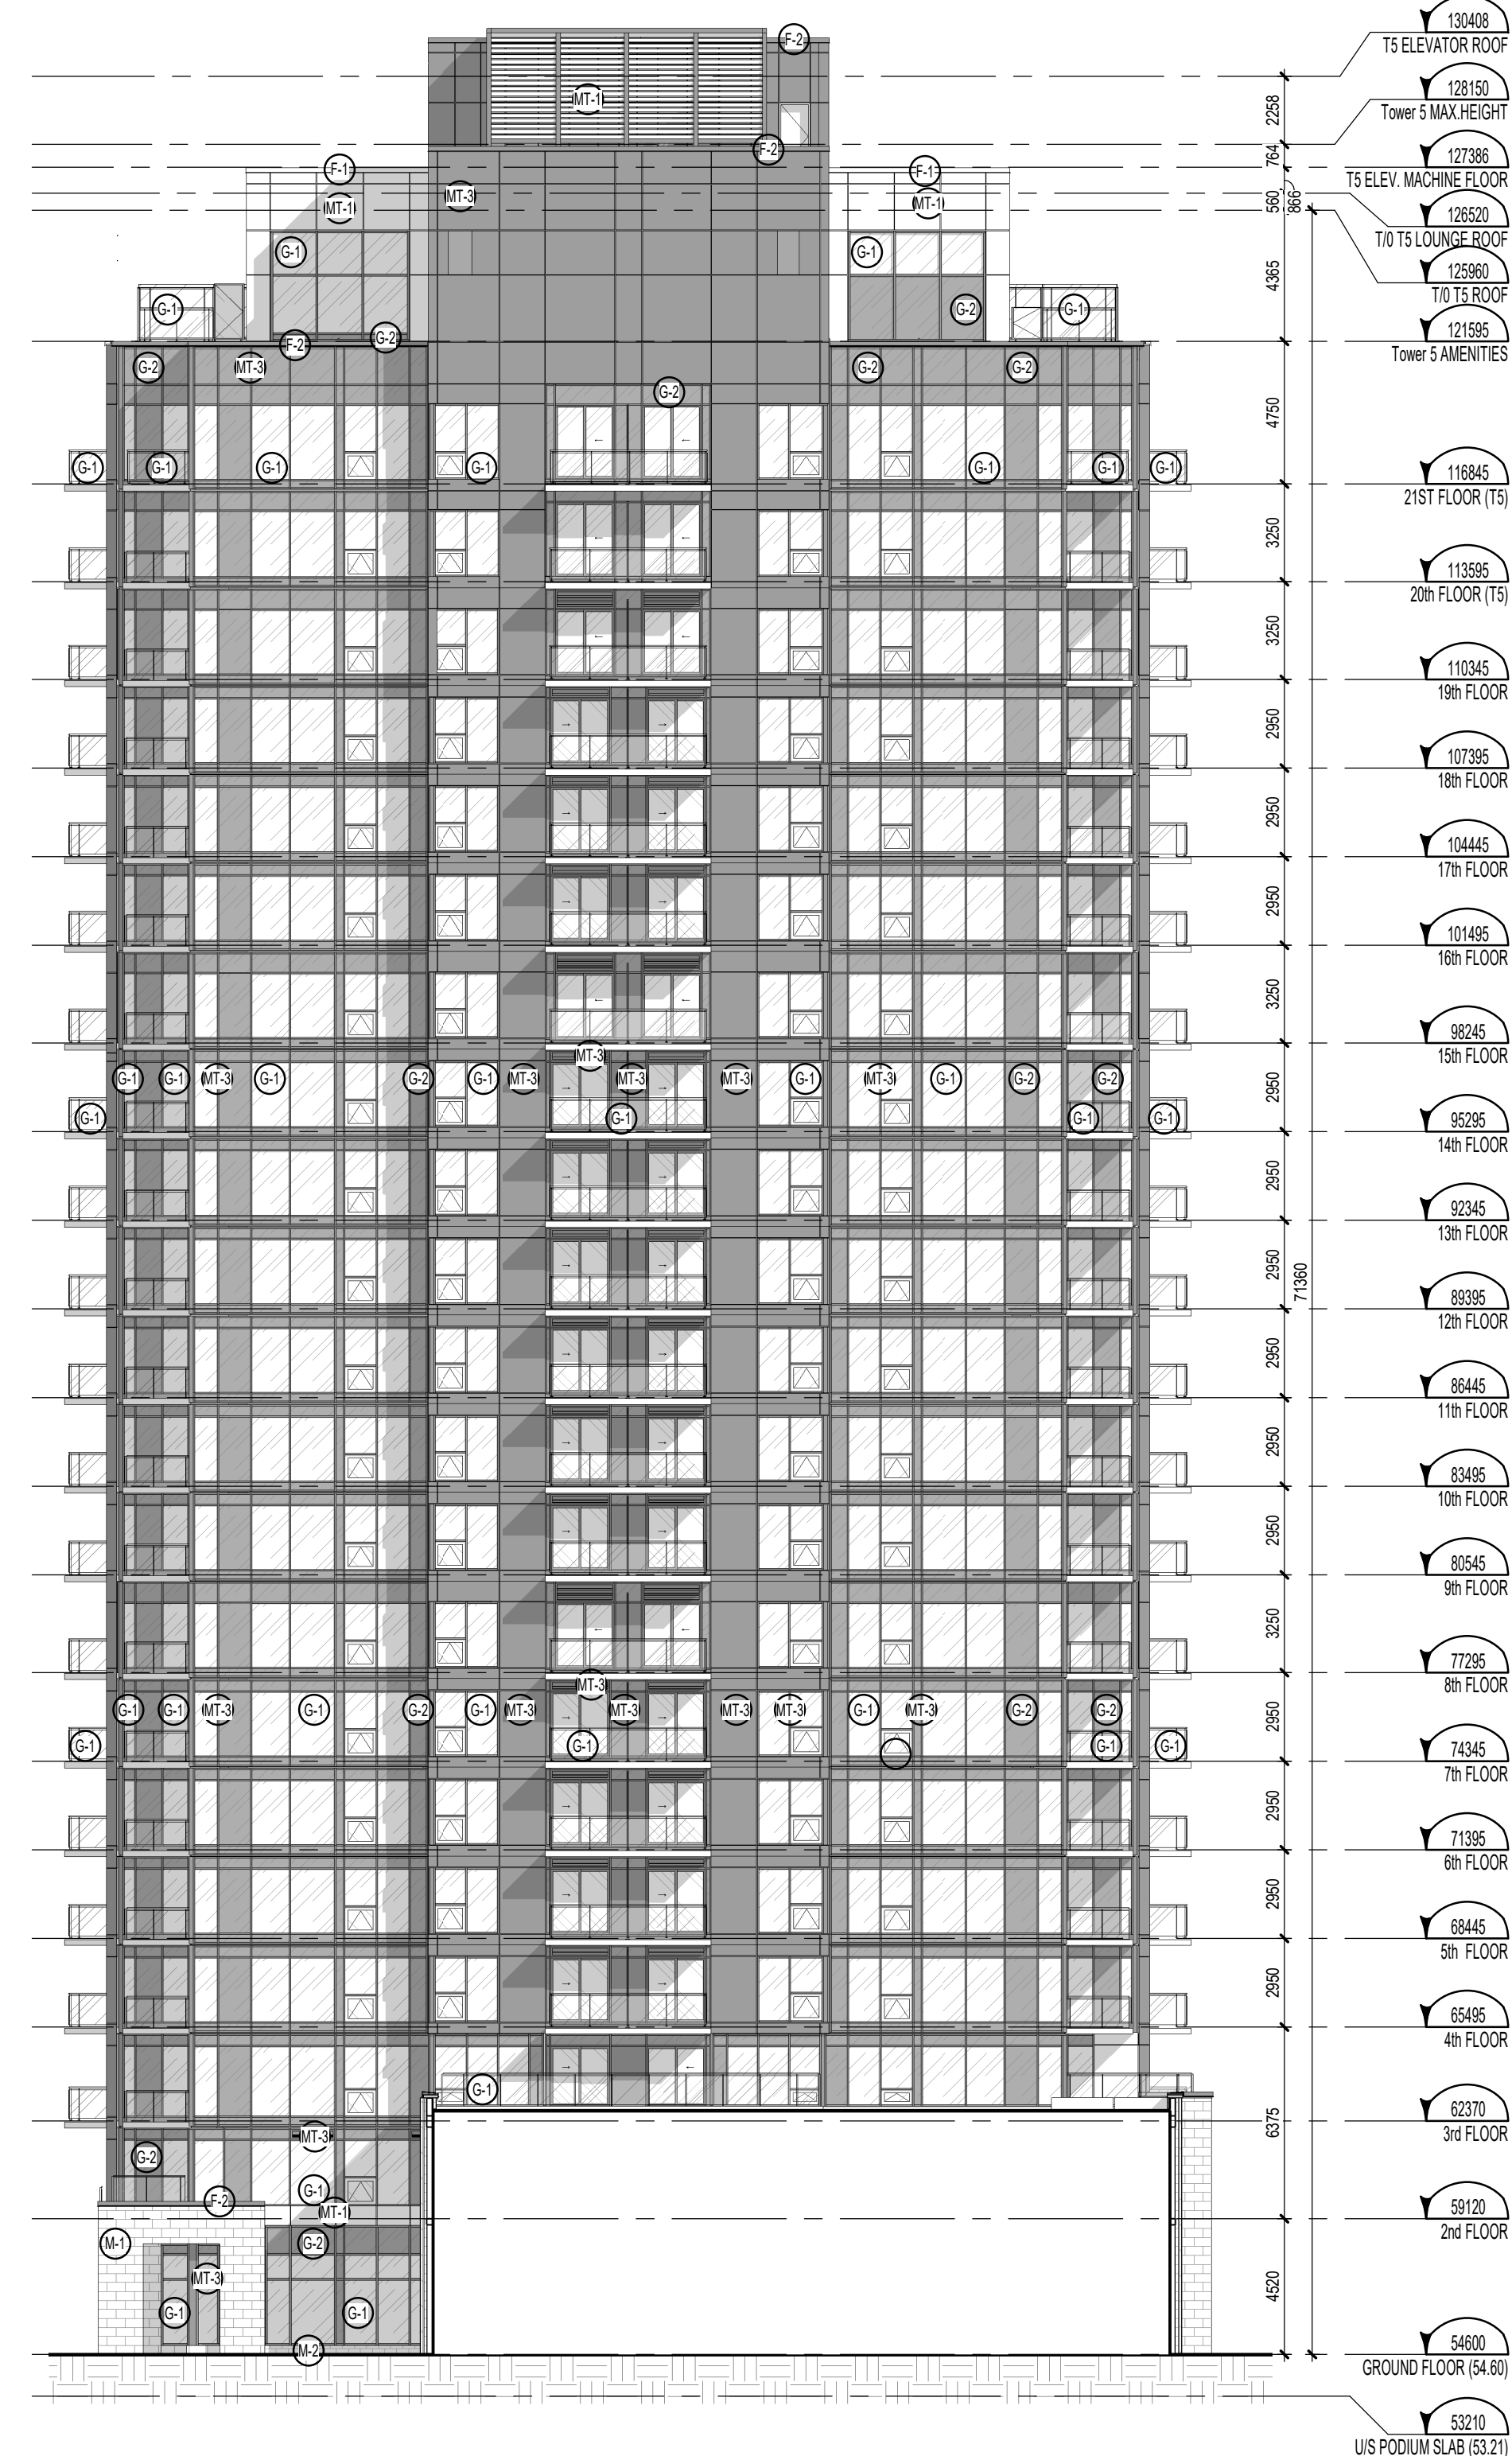 130408
T5 ELEVATOR ROOF
F-2
MT-1
2258
128150
Tower 5 MAX.HEIGHT
F-2
764
127386
T5 ELEV. MACHINE FLOOR
F-1
F-1
MT-1
MT-3
MT-1
560
866
126520
T/0 T5 LOUNGE ROOF
G-1
G-1
125960
T/0 T5 ROOF
4365
G-1
G-2
G-1
F-2
G-2
121595
Tower 5 AMENITIES
G-2
MT-3
G-2
G-2
G-2
4750
G-1
G-1
G-1
G-1
G-1
G-1
G-1
116845
21ST FLOOR (T5)
3250
113595
20th FLOOR (T5)
3250
110345
19th FLOOR
2950
107395
18th FLOOR
2950
104445
17th FLOOR
2950
101495
16th FLOOR
3250
98245
15th FLOOR
MT-3
G-1
G-1
MT-3
G-1
G-2
G-1
MT-3
MT-3
MT-3
G-1
MT-3
G-1
G-2
G-2
2950
G-1
G-1
G-1
G-1
95295
14th FLOOR
2950
92345
13th FLOOR
2950
71360
89395
12th FLOOR
2950
86445
11th FLOOR
2950
83495
10th FLOOR
2950
80545
9th FLOOR
3250
77295
8th FLOOR
MT-3
G-1
G-1
MT-3
G-1
G-2
G-1
MT-3
MT-3
MT-3
MT-3
G-1
MT-3
G-2
G-2
2950
G-1
G-1
G-1
G-1
74345
7th FLOOR
2950
71395
6th FLOOR
2950
68445
5th FLOOR
2950
65495
4th FLOOR
G-1
62370
3rd FLOOR
6375
MT-3
G-2
G-1
F-2
MT-1
59120
2nd FLOOR
M-1
G-2
MT-3
4520
G-1
G-1
M-2
54600
GROUND FLOOR (54.60)
53210
U/S PODIUM SLAB (53.21)